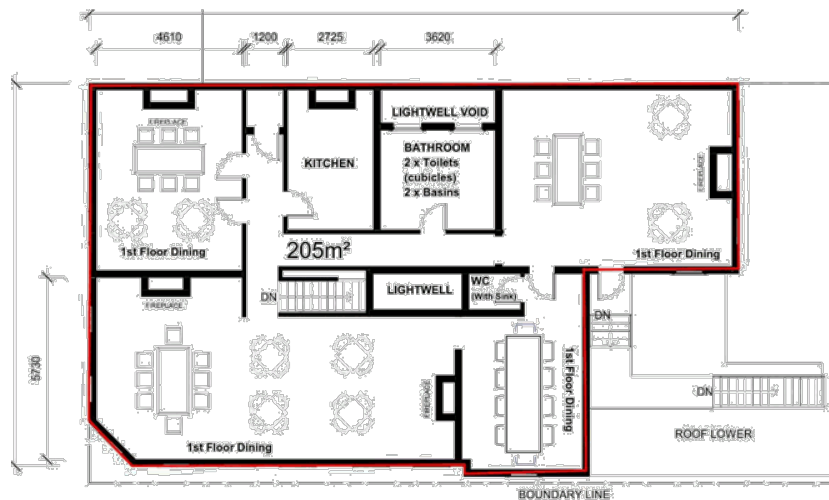 4610 1200 2725 3620
FIREPLACE
LIGHTWELL VOID
KITCHEN
BATHROOM
2 x Toilets
(cubicles)
2 x Basins
FIREPLACE
1st Floor Dining
205m²
1st Floor Dining
DN
LIGHTWELL
WC
(With Sink)
FIREPLACE
DN
5730
1st Floor Dining
FIREPLACE
DN
1st Floor Dining
ROOF LOWER
BOUNDARY LINE